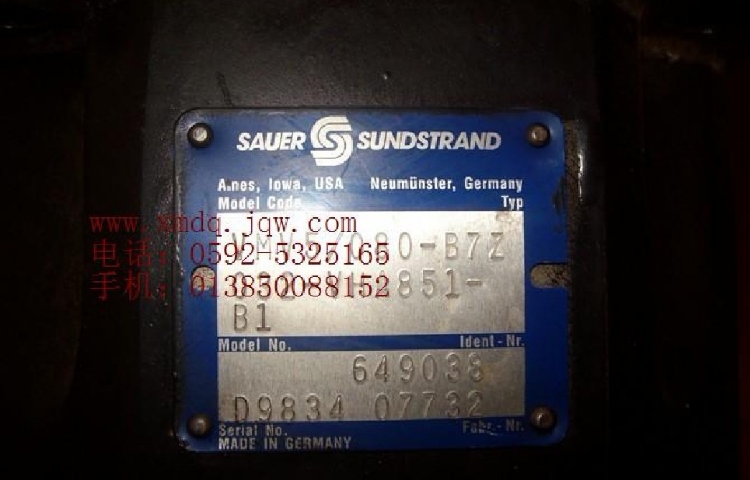 SAUER SUNDSTRAND
Ames, Iowa, USA Neumünster, Germany
Model Code Typ
www.xmdq.jqw.com
电话：0592-5325165
手机：013850088152
B1
Model No. Ident-Nr.
649038
D9834 07732
Serial No. Fabr.-Nr.
MADE IN GERMANY